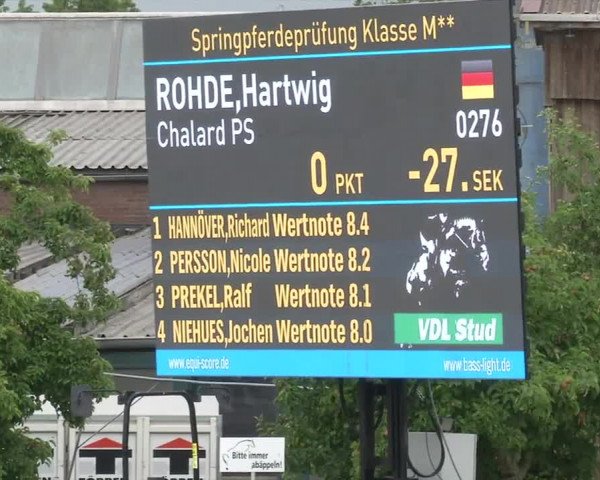 Springpferdeprüfung Klasse M**
ROHDE,Hartwig
Chalard PS
0276
0 PKT -27.SEK
1 HANNÖVER,Richard Wertnote 8.4
2 PERSSON,Nicole Wertnote 8.2
3 PREKEL,Ralf Wertnote 8.1
4 NIEHUES,Jochen Wertnote 8.0
VDL Stud
www.equi-score.de www.bass-light.de
Bitte immer
abäppeln!